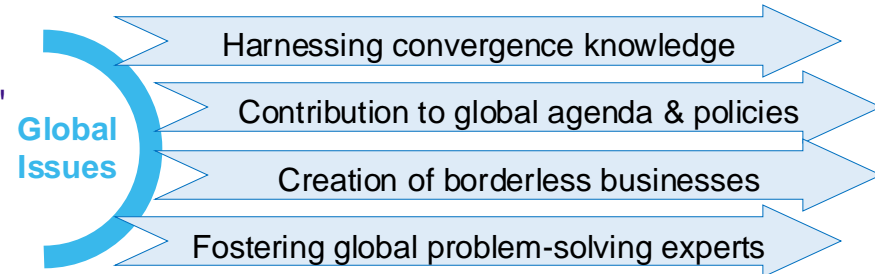 Harnessing convergence knowledge
Contribution to global agenda & policies
Global
Issues
Creation of borderless businesses
Fostering global problem-solving experts